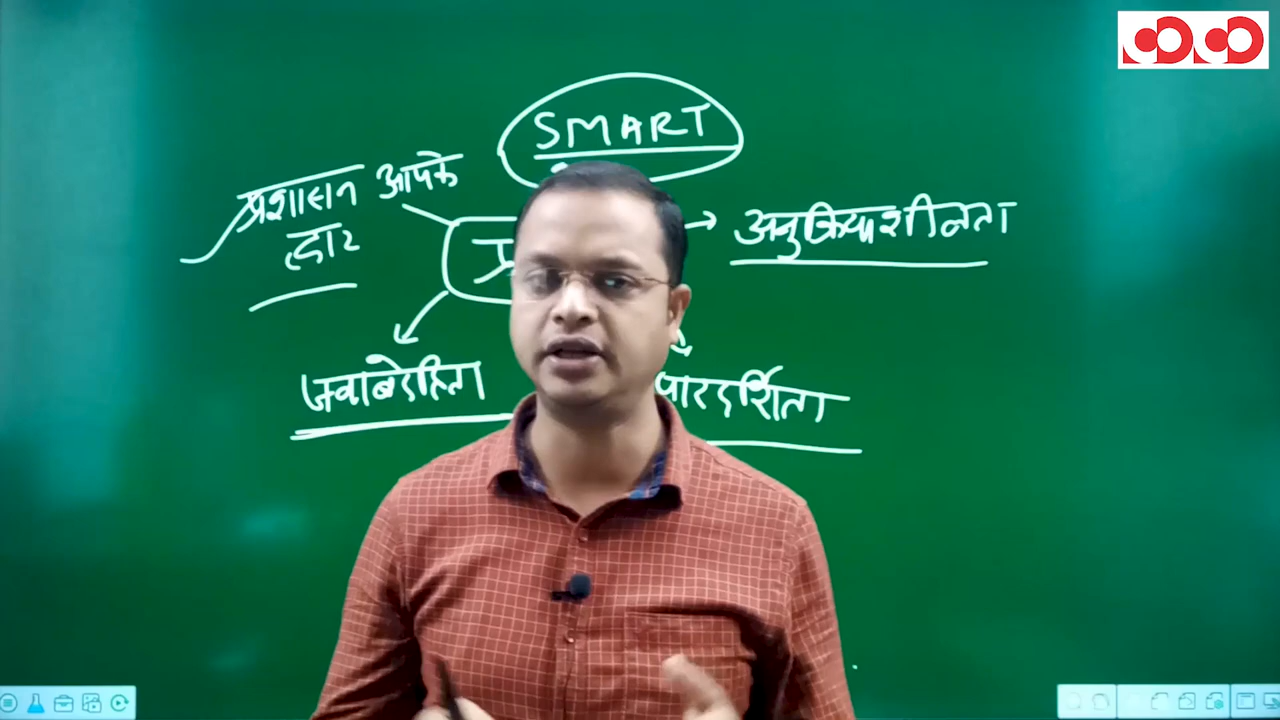 SMART
प्रशासन आपके
द्वार
प्र
अनुक्रियाशीलता
जवाबदेहिता
पारदर्शिता